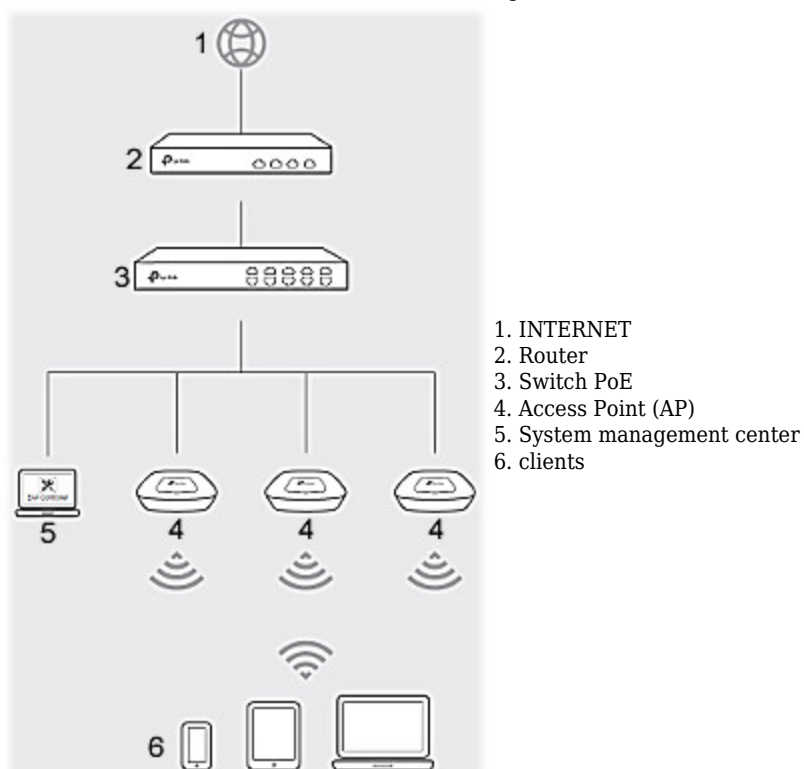 1
2
3
1. INTERNET
2. Router
3. Switch PoE
4. Access Point (AP)
5. System management center
6. clients
5
4
4
4
6